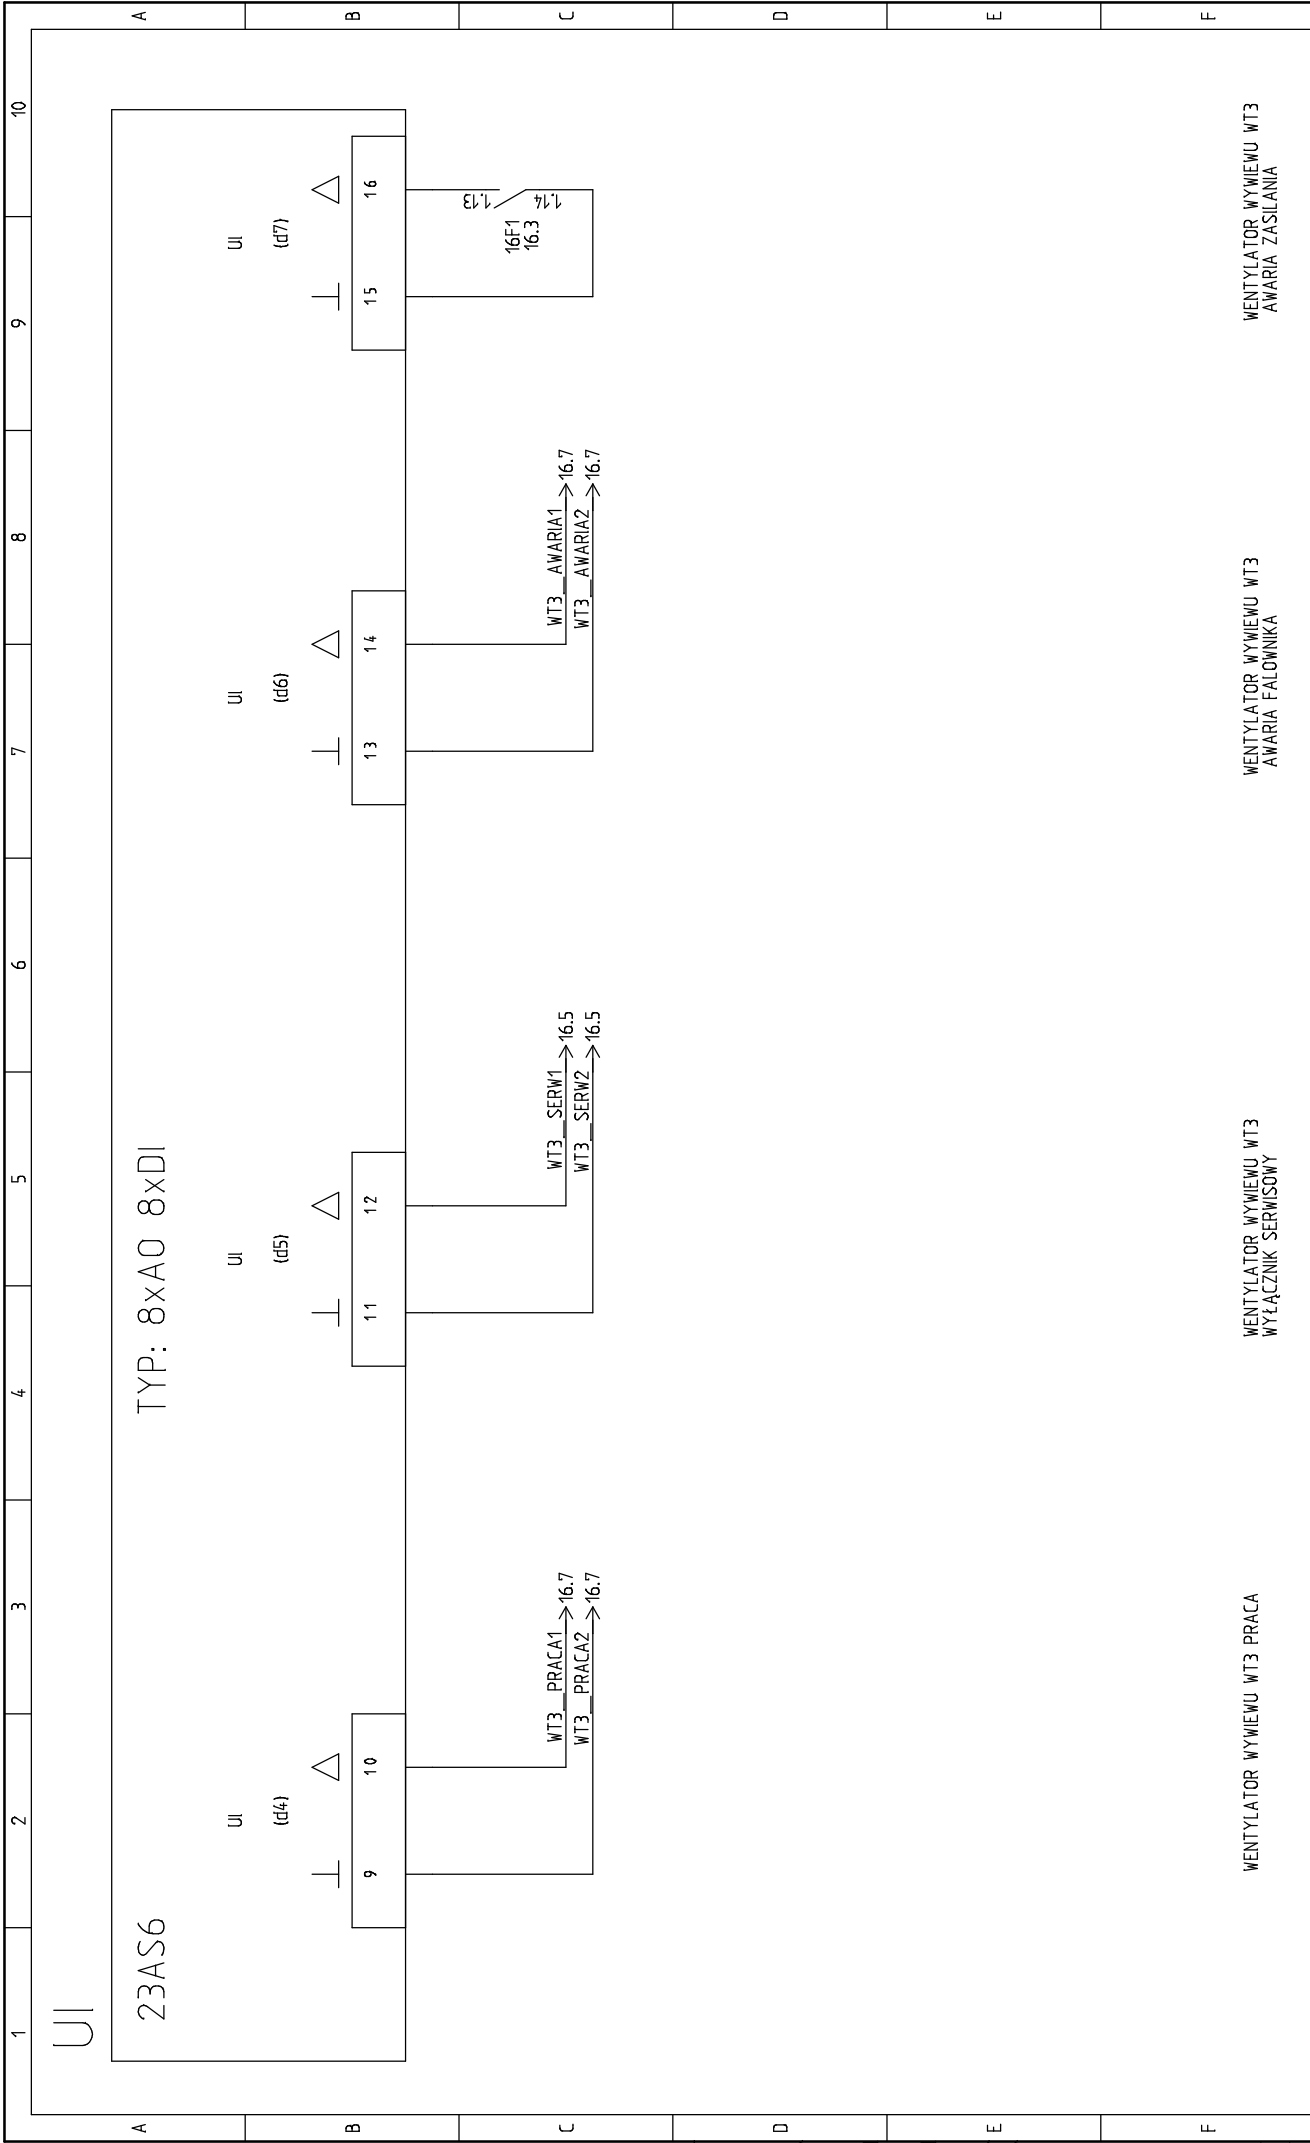 1 2 3 4 5 6 7 8 9 10
A A
B B
C C
D D
E E
F F
UI
23AS6
TYP: 8xAO 8xDI
UI UI UI UI
(d4) (d5) (d6) (d7)
9 10 11 12 13 14 15 16
1.13
1.14
16F1
16.3
WT3_PRACA1 16.7
WT3_PRACA2 16.7
WT3_SERW1 16.5
WT3_SERW2 16.5
WT3_AWARIA1 16.7
WT3_AWARIA2 16.7
WENTYLATOR WYWIEWU WT3 PRACA
WENTYLATOR WYWIEWU WT3
WYŁĄCZNIK SERWISOWY
WENTYLATOR WYWIEWU WT3
AWARIA FALOWNIKA
WENTYLATOR WYWIEWU WT3
AWARIA ZASILANIA